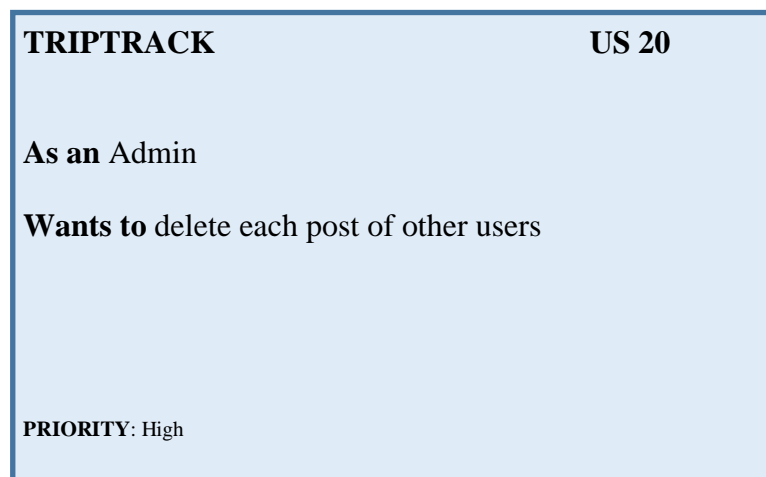 TRIPTRACK US 20
As an Admin
Wants to delete each post of other users
PRIORITY: High